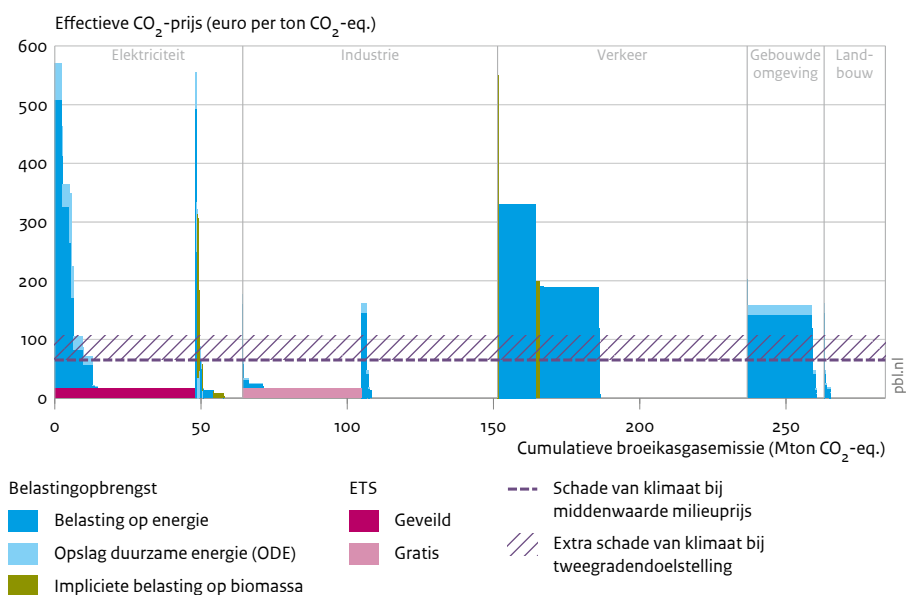 Effectieve CO2-prijs (euro per ton CO2-eq.)
600
500
400
300
200
100
0
Elektriciteit
Industrie
Verkeer
Gebouwde
omgeving
Land-
bouw
0
50
100
150
200
250
Cumulatieve broeikasgasemissie (Mton CO2-eq.)
pbl.nl
Belastingopbrengst
Belasting op energie
Opslag duurzame energie (ODE)
Impliciete belasting op biomassa
ETS
Geveild
Gratis
Schade van klimaat bij
middenwaarde milieuprijs
Extra schade van klimaat bij
tweegradendoelstelling